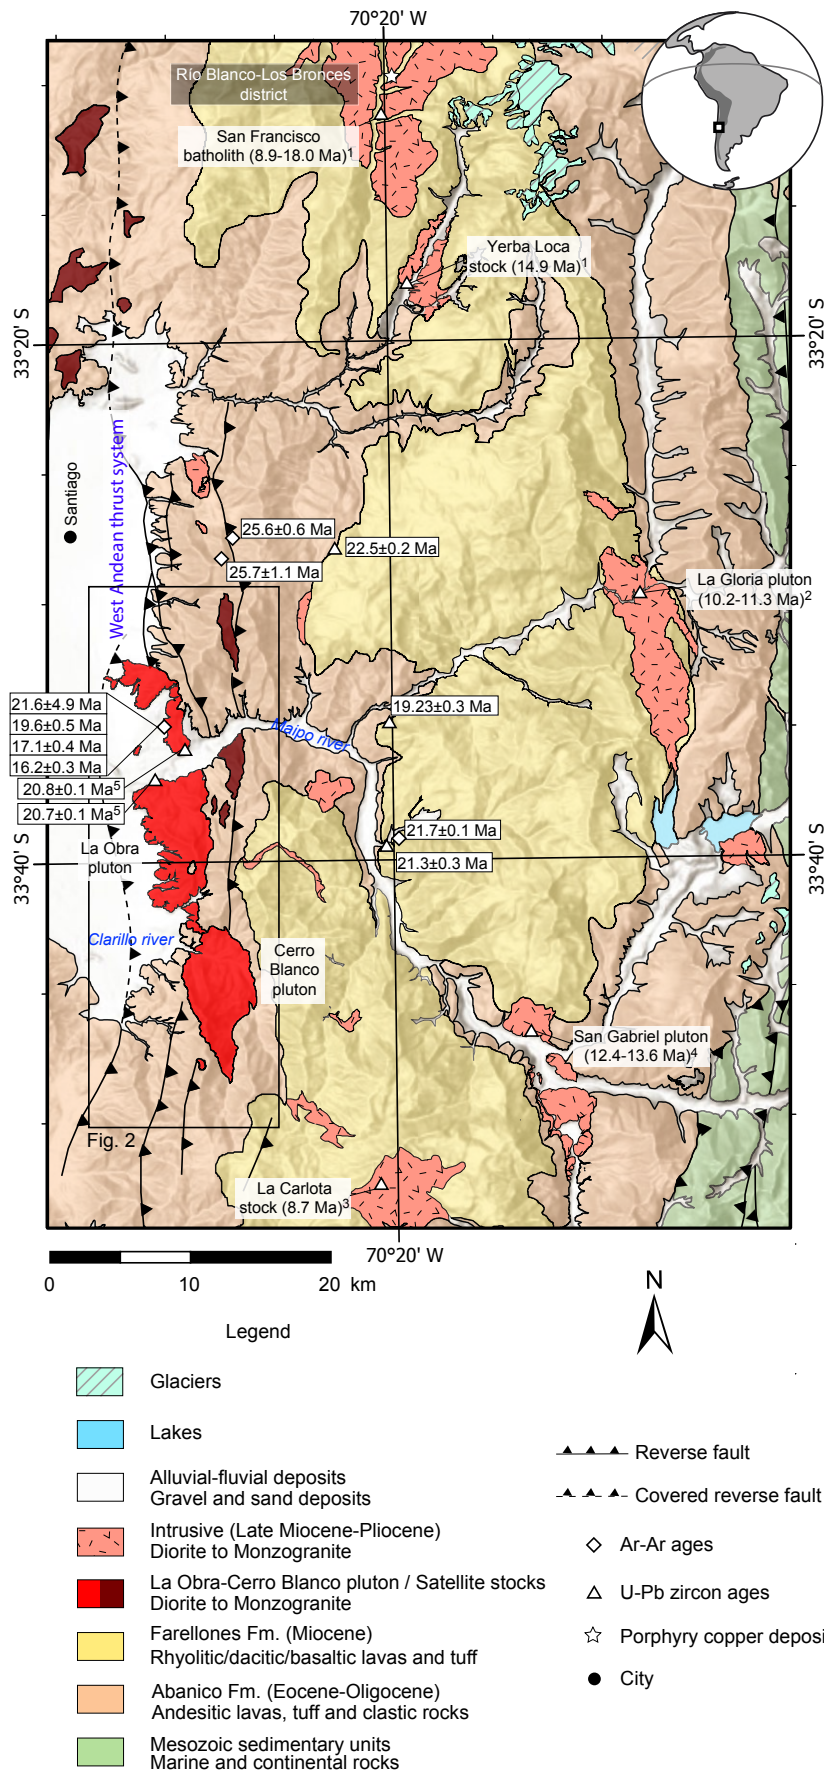 70°20' W
Río Blanco-Los Bronces
district
San Francisco
batholith (8.9-18.0 Ma)1
Yerba Loca
stock (14.9 Ma)1
33°20' S
33°20' S
West Andean thrust system
Santiago
25.6±0.6 Ma
22.5±0.2 Ma
25.7±1.1 Ma
La Gloria pluton
(10.2-11.3 Ma)2
21.6±4.9 Ma
19.6±0.5 Ma
17.1±0.4 Ma
16.2±0.3 Ma
20.8±0.1 Ma5
20.7±0.1 Ma5
19.23±0.3 Ma
Maipo river
21.7±0.1 Ma
21.3±0.3 Ma
La Obra
pluton
33°40' S
33°40' S
Clarillo river
Cerro
Blanco
pluton
San Gabriel pluton
(12.4-13.6 Ma)4
Fig. 2
La Carlota
stock (8.7 Ma)3
70°20' W
0 10 20 km
N
Legend
Glaciers
Lakes
Alluvial-fluvial deposits
Gravel and sand deposits
Intrusive (Late Miocene-Pliocene)
Diorite to Monzogranite
La Obra-Cerro Blanco pluton / Satellite stocks
Diorite to Monzogranite
Farellones Fm. (Miocene)
Rhyolitic/dacitic/basaltic lavas and tuff
Abanico Fm. (Eocene-Oligocene)
Andesitic lavas, tuff and clastic rocks
Mesozoic sedimentary units
Marine and continental rocks
Reverse fault
Covered reverse fault
Ar-Ar ages
U-Pb zircon ages
Porphyry copper deposi
City